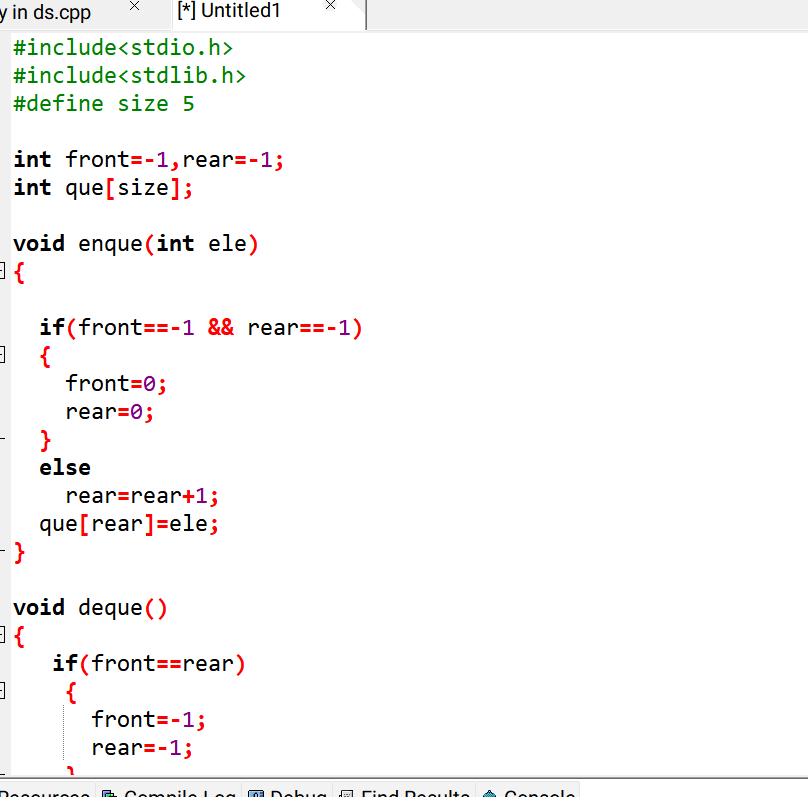 y in ds.cpp
[*] Untitled1
#include<stdio.h>
#include<stdlib.h>
#define size 5
int front=-1,rear=-1;
int que[size];
void enque(int ele)
{
if(front==-1 && rear==-1)
{
front=0;
rear=0;
}
else
rear=rear+1;
que[rear]=ele;
}
void deque()
{
if(front==rear)
{
front=-1;
rear=-1;
}
Resources Compile Log Debug Find Results Console